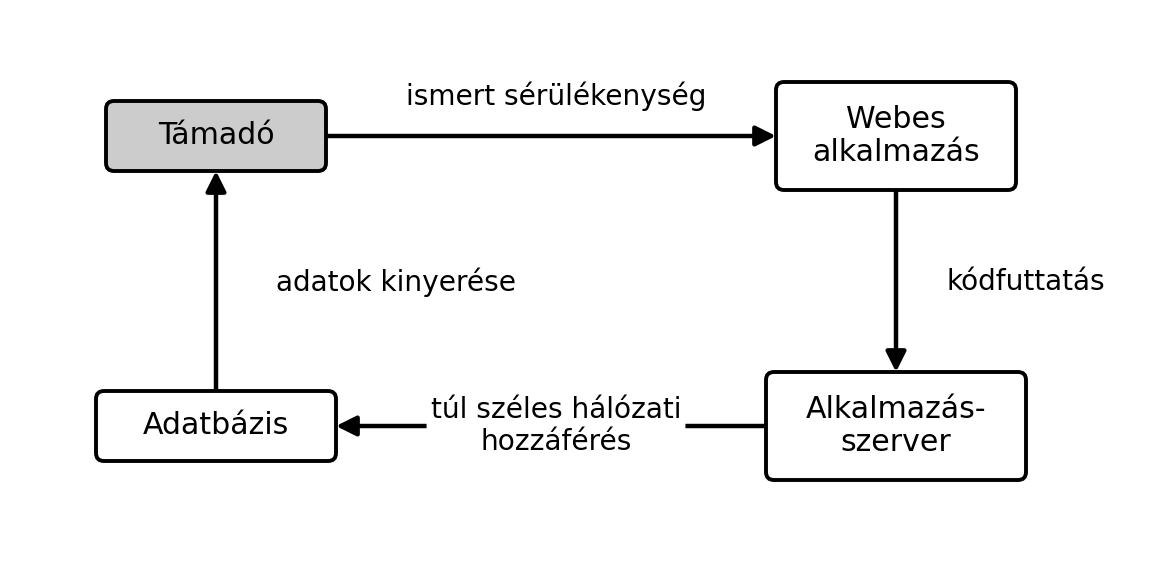 ismert sérülékenység
Támadó
Webes
alkalmazás
adatok kinyerése
kódfuttatás
Adatbázis
túl széles hálózati
hozzáférés
Alkalmazás-
szerver